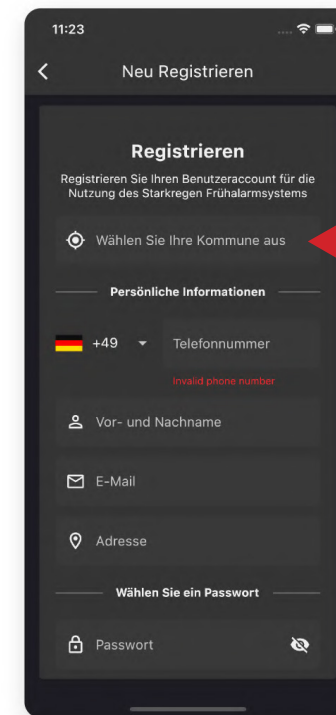 11:23
Neu Registrieren
Registrieren
Registrieren Sie Ihren Benutzeraccount für die
Nutzung des Starkregen Frühalarmsystems
Wählen Sie Ihre Kommune aus
Persönliche Informationen
+49 Telefonnummer
Invalid phone number
Vor- und Nachname
E-Mail
Adresse
Wählen Sie ein Passwort
Passwort